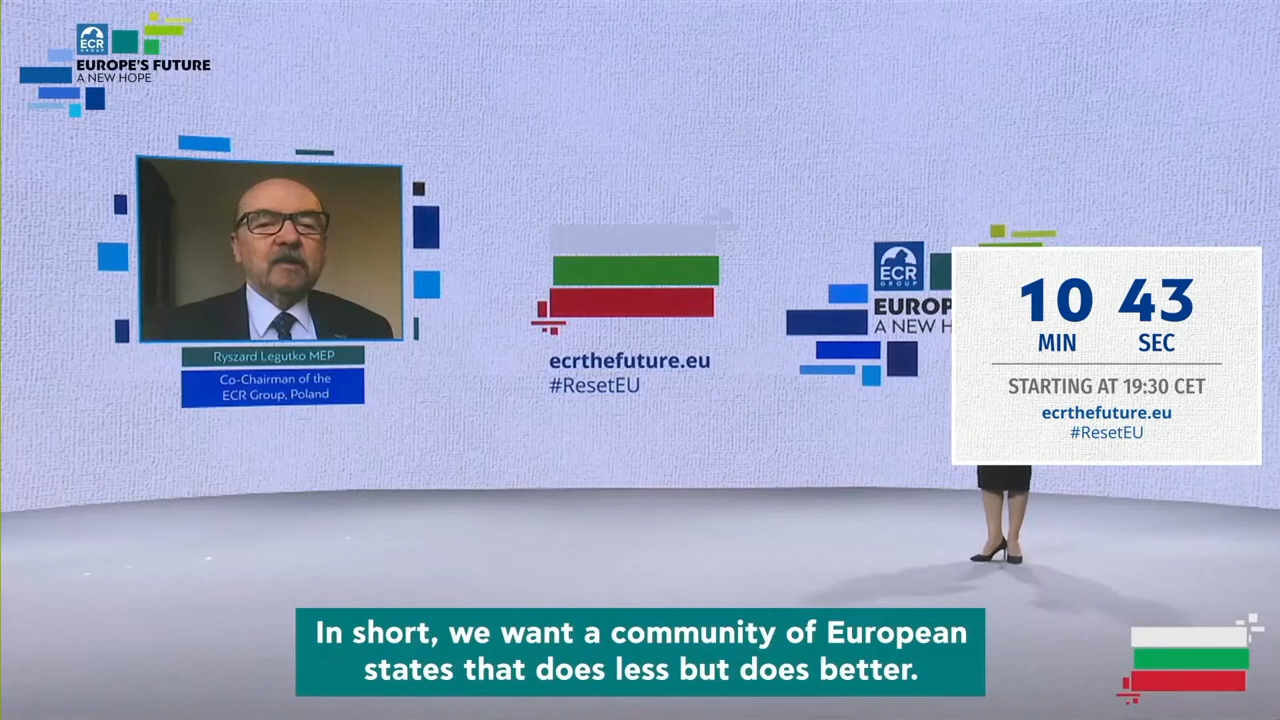 ECR
GROUP
EUROPE'S FUTURE
A NEW HOPE
Ryszard Legutko MEP
Co-Chairman of the
ECR Group, Poland
ecrthefuture.eu
#ResetEU
ECR
GROUP
EUROP
A NEW H
10 43
MIN SEC
STARTING AT 19:30 CET
ecrthefuture.eu
#ResetEU
In short, we want a community of European
states that does less but does better.